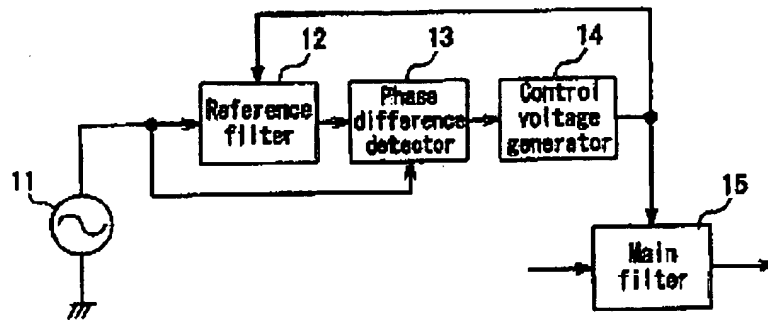 12
13
14
Reference
filter
Phase
difference
detector
Control
voltage
generator
11
15
Main
filter